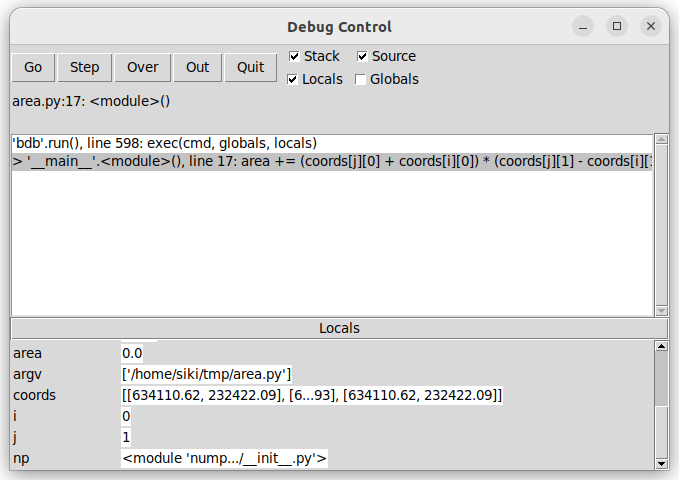 Debug Control
Go Step Over Out Quit
Stack Source
Locals Globals
area.py:17: <module>()
'bdb'.run(), line 598: exec(cmd, globals, locals)
> '__main__'.<module>(), line 17: area += (coords[j][0] + coords[i][0]) * (coords[j][1] - coords[i][1
Locals
area 0.0
argv ['/home/siki/tmp/area.py']
coords [[634110.62, 232422.09], [6...93], [634110.62, 232422.09]]
i 0
j 1
np <module 'nump.../__init__.py'>